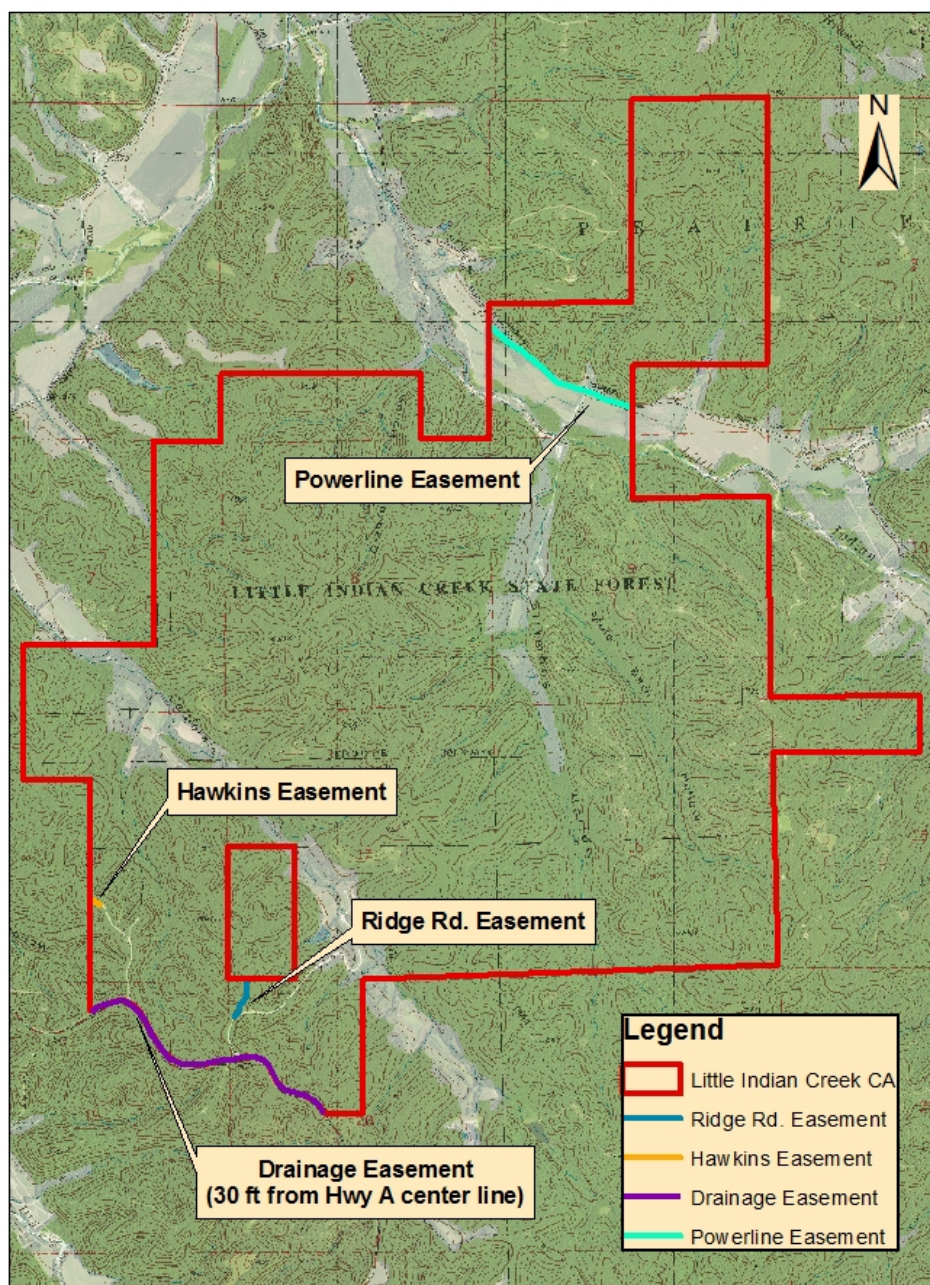 N
P R A I R I E
Powerline Easement
LITTLE INDIAN CREEK STATE FOREST
Indian
Hawkins Easement
Ridge Rd. Easement
Drainage Easement
(30 ft from Hwy A center line)
Legend
Little Indian Creek CA
Ridge Rd. Easement
Hawkins Easement
Drainage Easement
Powerline Easement